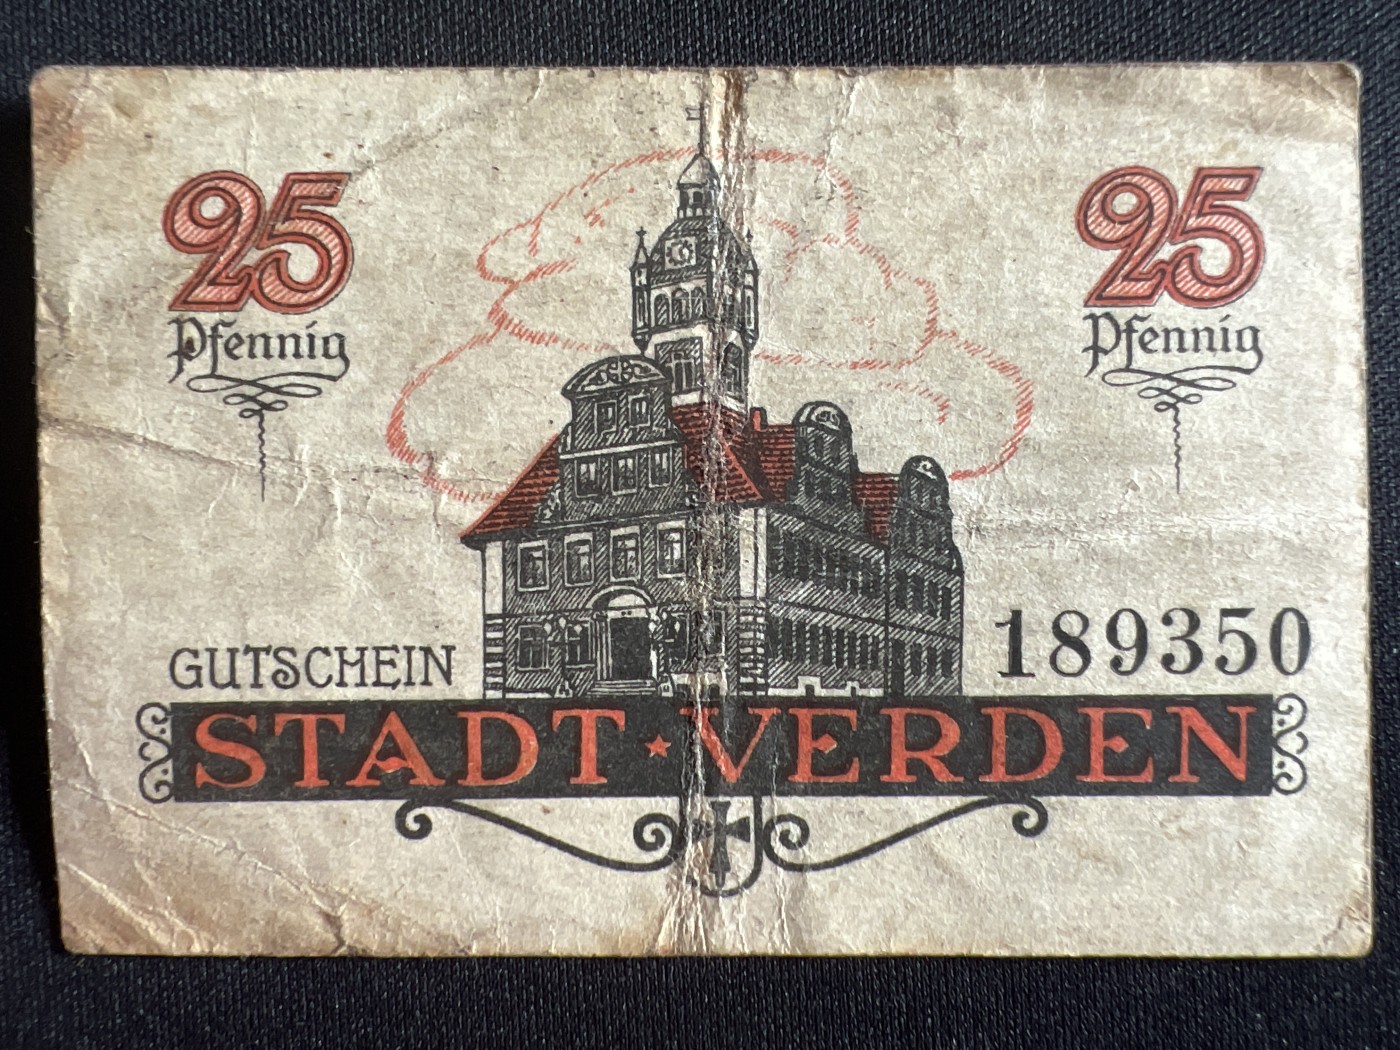 25 25
Pfennig Pfennig
GUTSCHEIN 189350
STADT ★ VERDEN